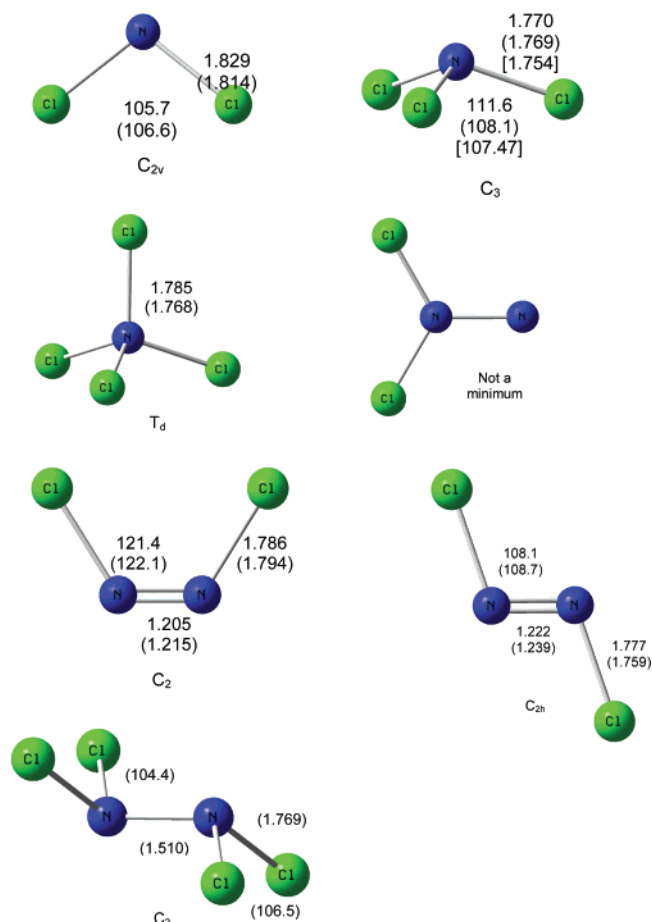 N
1.829
(1.814)
Cl
Cl
105.7
(106.6)
C₂ᵥ
1.770
(1.769)
[1.754]
N
Cl
Cl
Cl
111.6
(108.1)
[107.47]
C₃
Cl
1.785
(1.768)
N
Cl
Cl
Cl
T_d
Cl
N
N
Cl
Not a
minimum
Cl
Cl
121.4
(122.1)
1.786
(1.794)
N
N
1.205
(1.215)
C₂
Cl
108.1
(108.7)
N
N
1.222
(1.239)
1.777
(1.759)
C₂ₕ
Cl
Cl
Cl
(104.4)
N
N
(1.769)
(1.510)
Cl
Cl
(106.5)